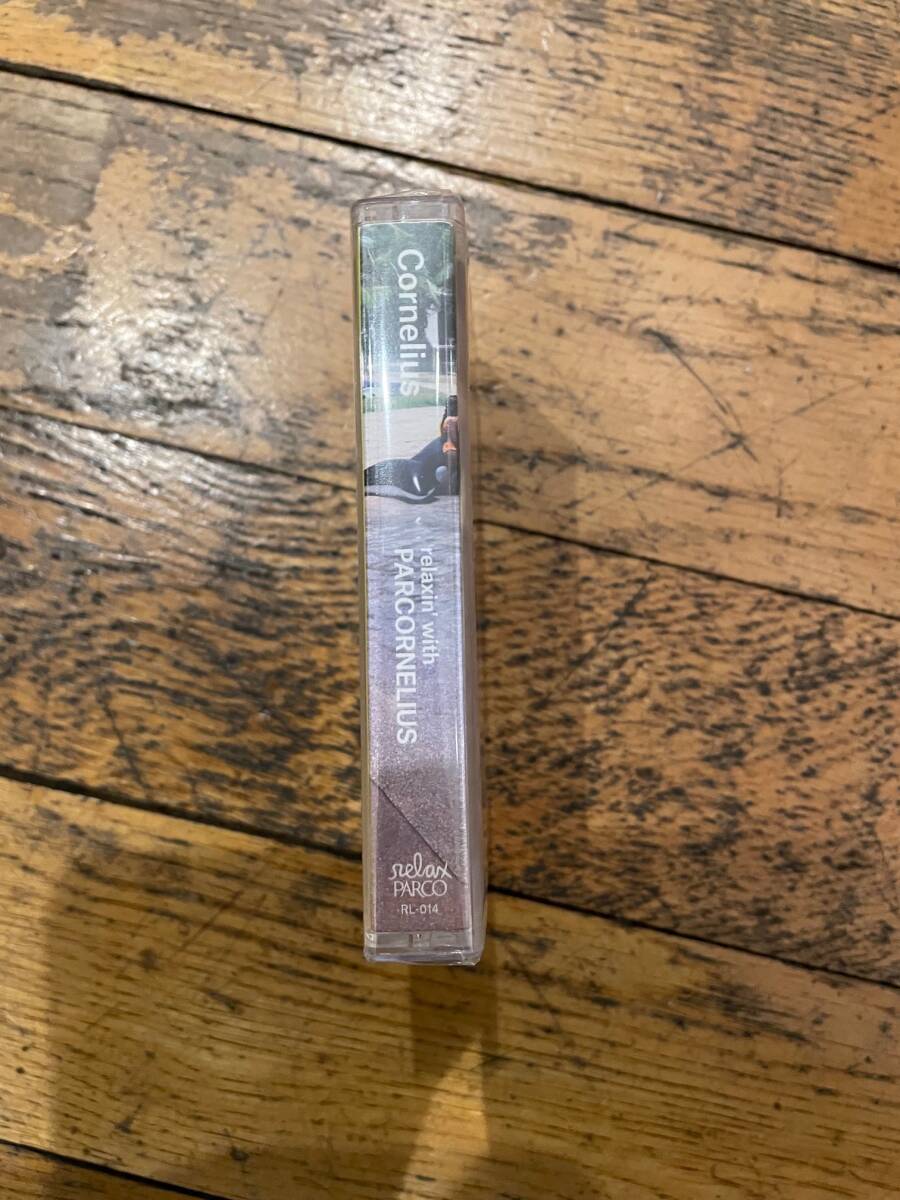 Cornelius
relaxin' with
PARCORNELIUS
relax
PARCO
RL-014